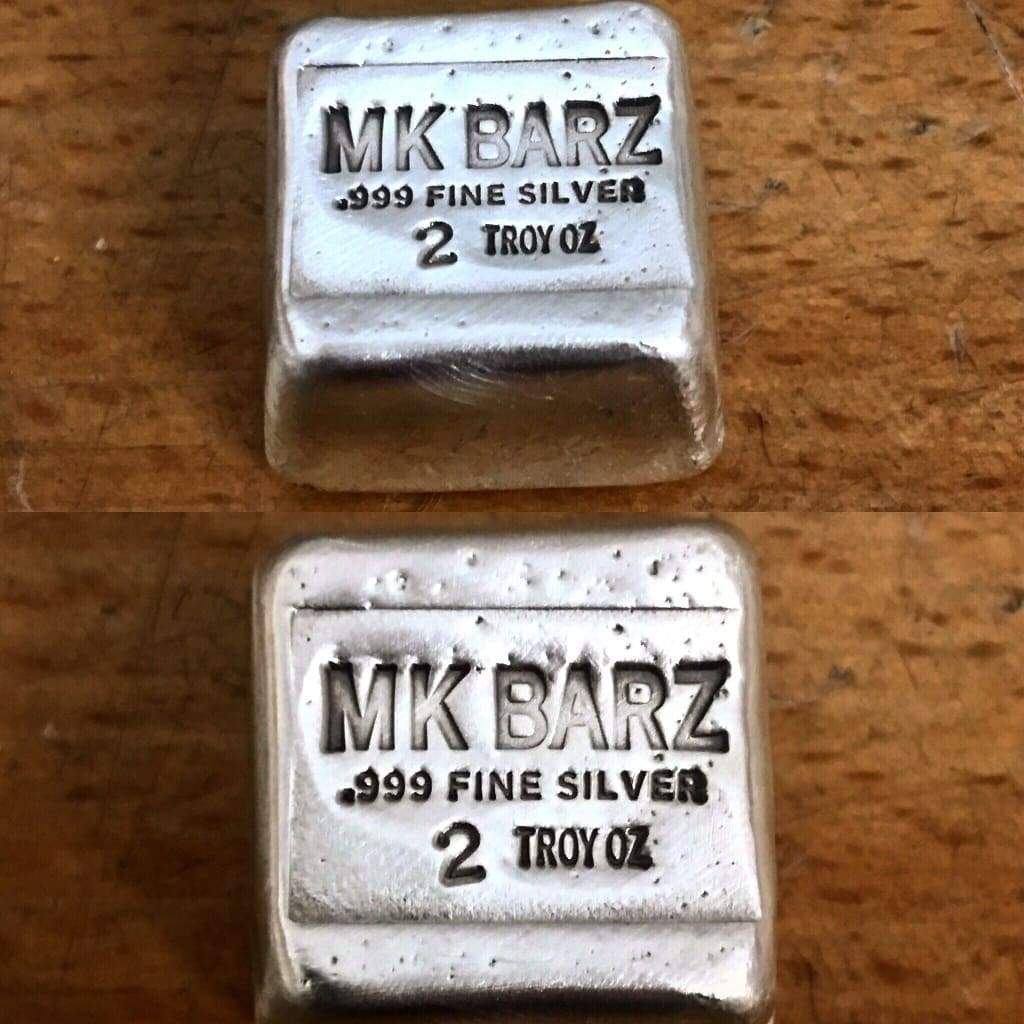 MK BARZ
.999 FINE SILVER
2 TROY OZ
MK BARZ
.999 FINE SILVER
2 TROY OZ